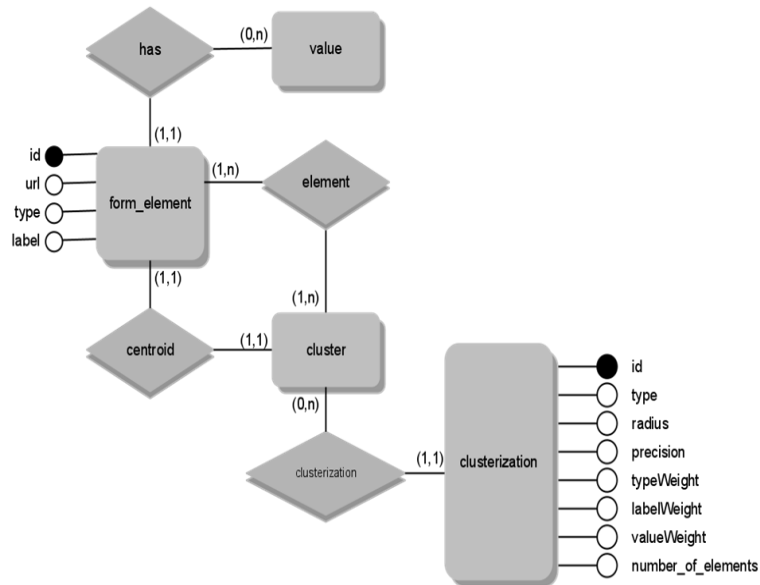 has
(0,n)
value
(1,1)
id
url
type
label
form_element
(1,n)
element
(1,1)
(1,n)
centroid
(1,1)
cluster
(0,n)
clusterization
(1,1)
clusterization
id
type
radius
precision
typeWeight
labelWeight
valueWeight
number_of_elements